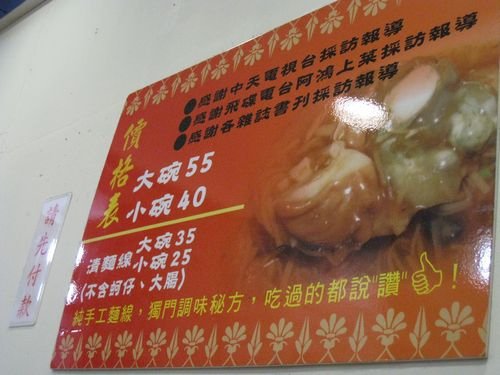 ●感謝中天電視台採訪報導
●感謝飛碟電台阿鴻上菜採訪報導
●感謝各雜誌書刊採訪報導
價格表
大碗55
小碗40
大碗35
清麵線小碗25
(不含蚵仔、大腸)
純手工麵線,獨門調味秘方,吃過的都說"讚"!
請先付款